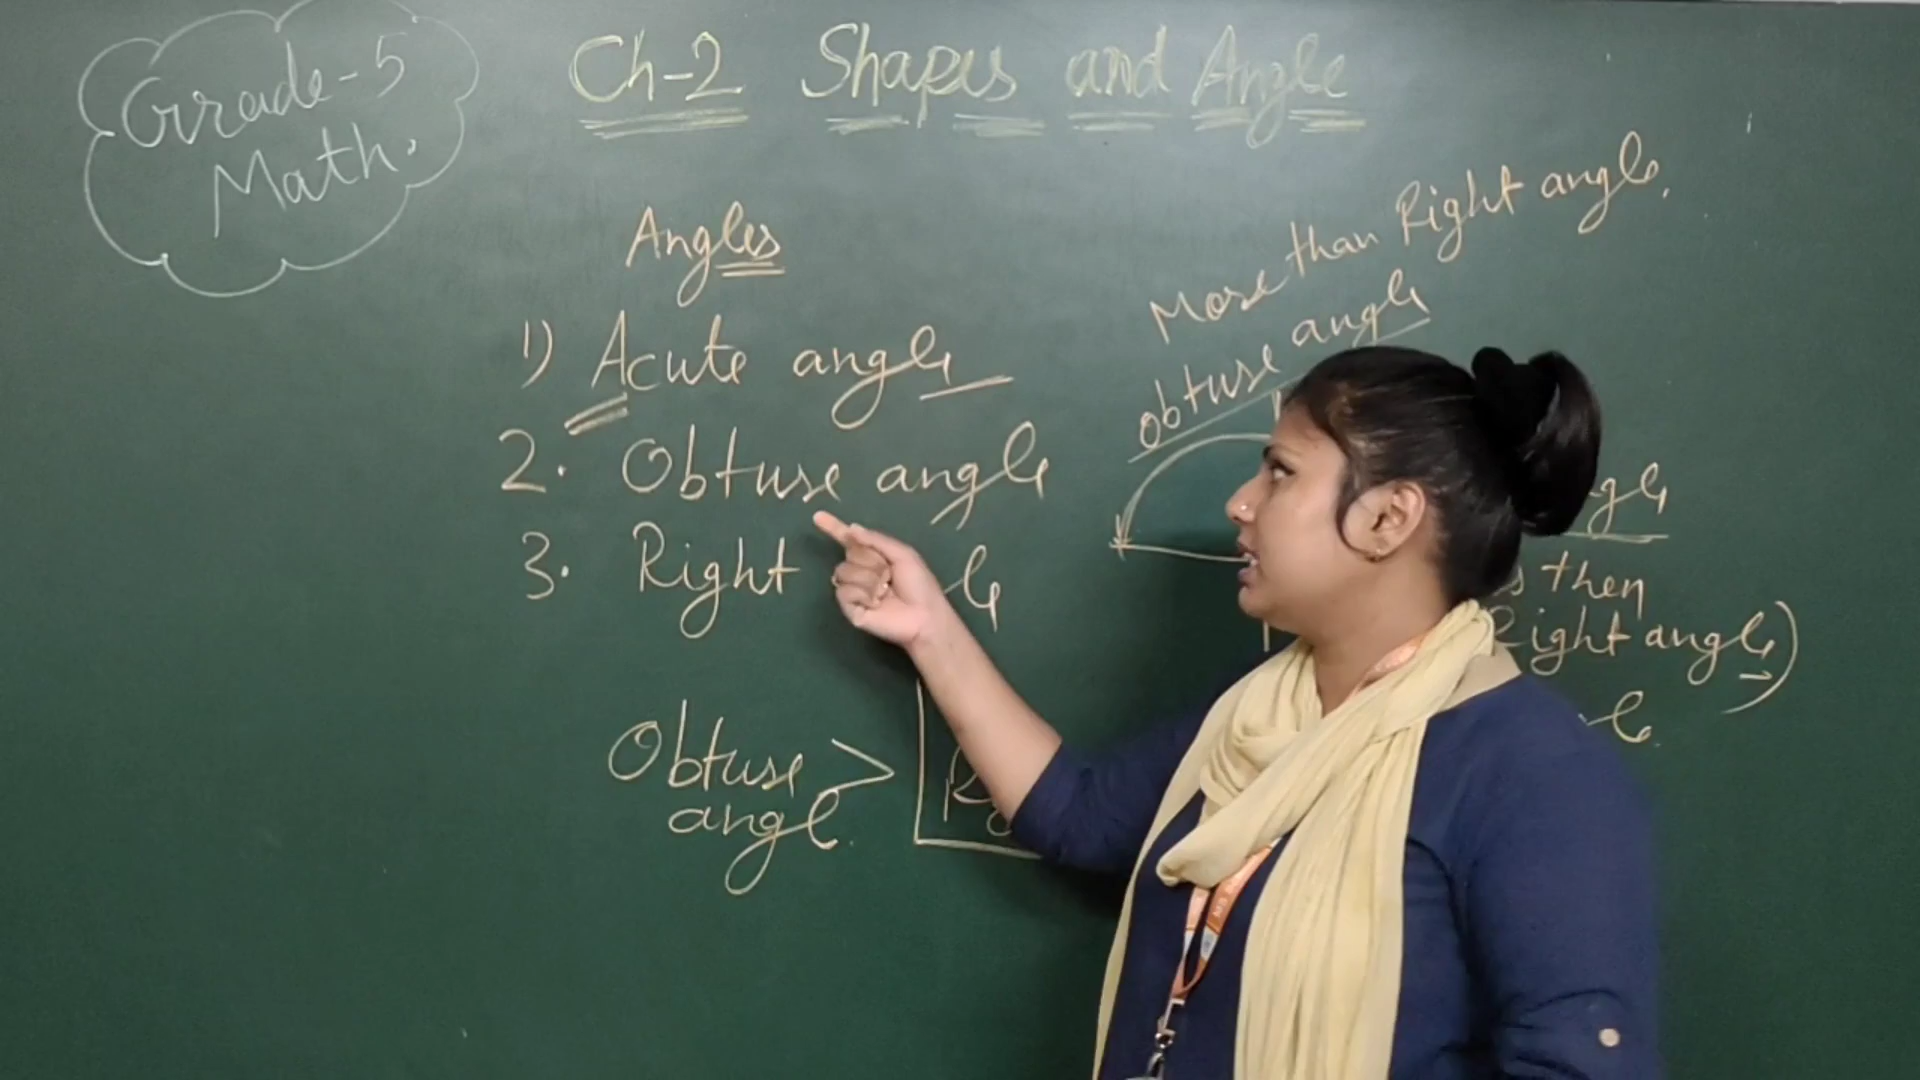 Grade-5
Math.
Ch-2 Shapes and Angle
Angles
1) Acute angle
2. Obtuse angle
3. Right
Obtuse >
angle
More than Right angle
obtuse angle
then
Right angle)